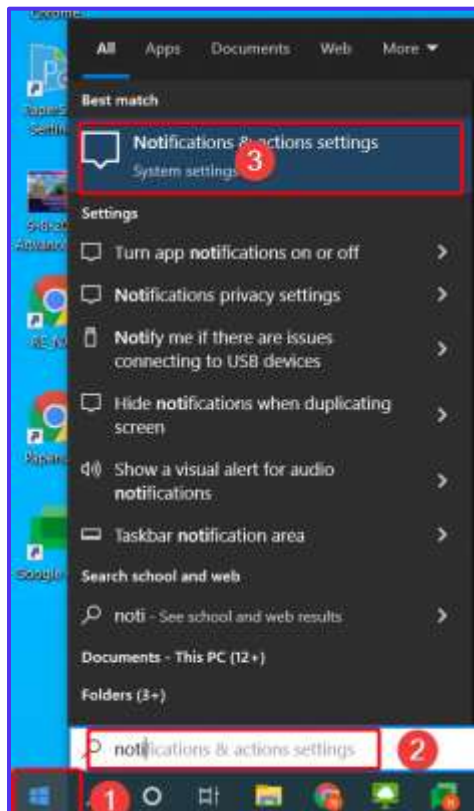 All Apps Documents Web More
Best match
Notifications & actions settings
System settings
3
Settings
Turn app notifications on or off
Notifications privacy settings
Notify me if there are issues
connecting to USB devices
Hide notifications when duplicating
screen
Show a visual alert for audio
notifications
Taskbar notification area
Search school and web
noti - See school and web results
Documents - This PC (12+)
Folders (3+)
notifications & actions settings
2
1
Google